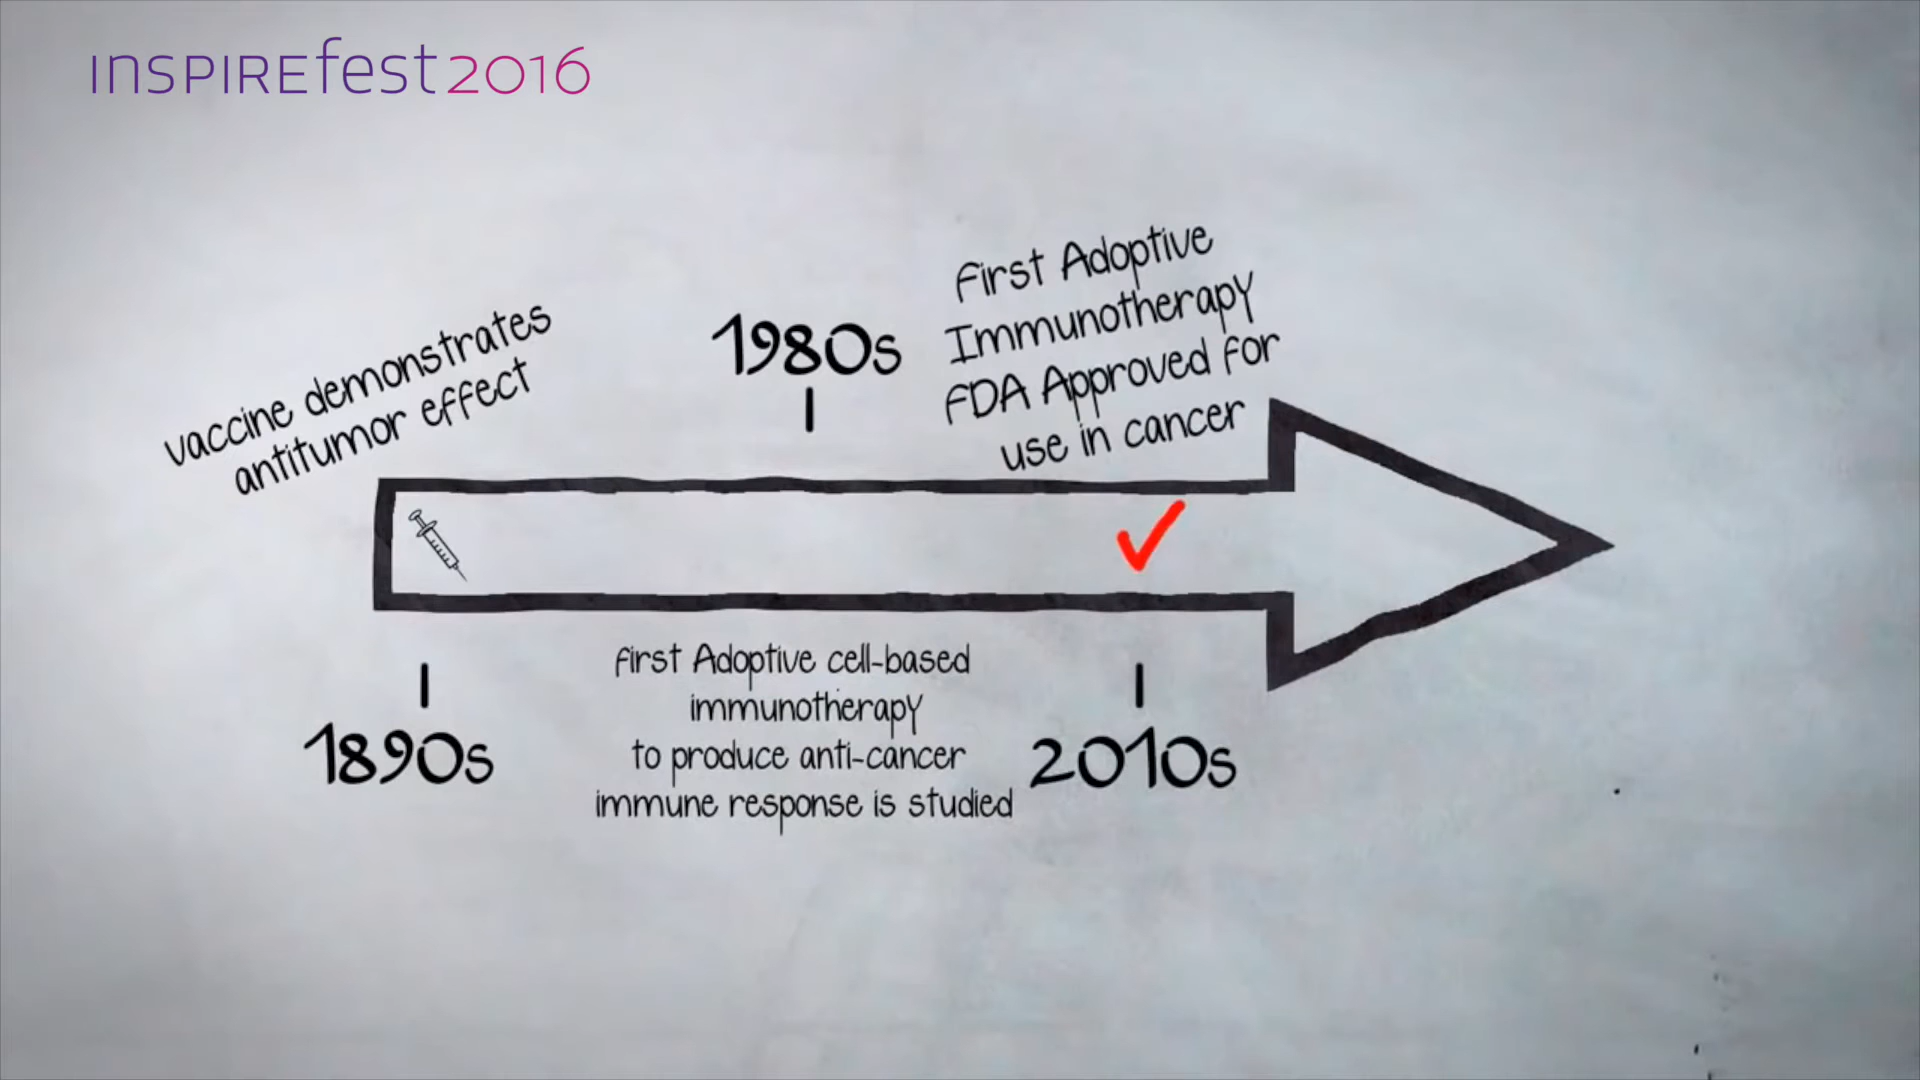 INSPIREfest2016
vaccine demonstrates
antitumor effect
1890s
1980s
first Adoptive cell-based
immunotherapy
to produce anti-cancer
immune response is studied
First Adoptive
Immunotherapy
FDA Approved for
use in cancer
2010s